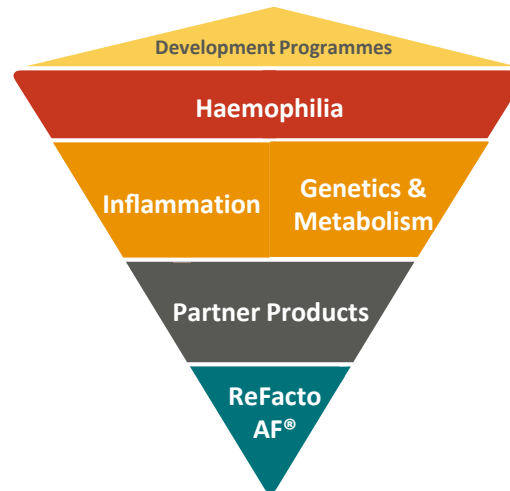 Development Programmes
Haemophilia
Inflammation
Genetics &
Metabolism
Partner Products
ReFacto
AF®